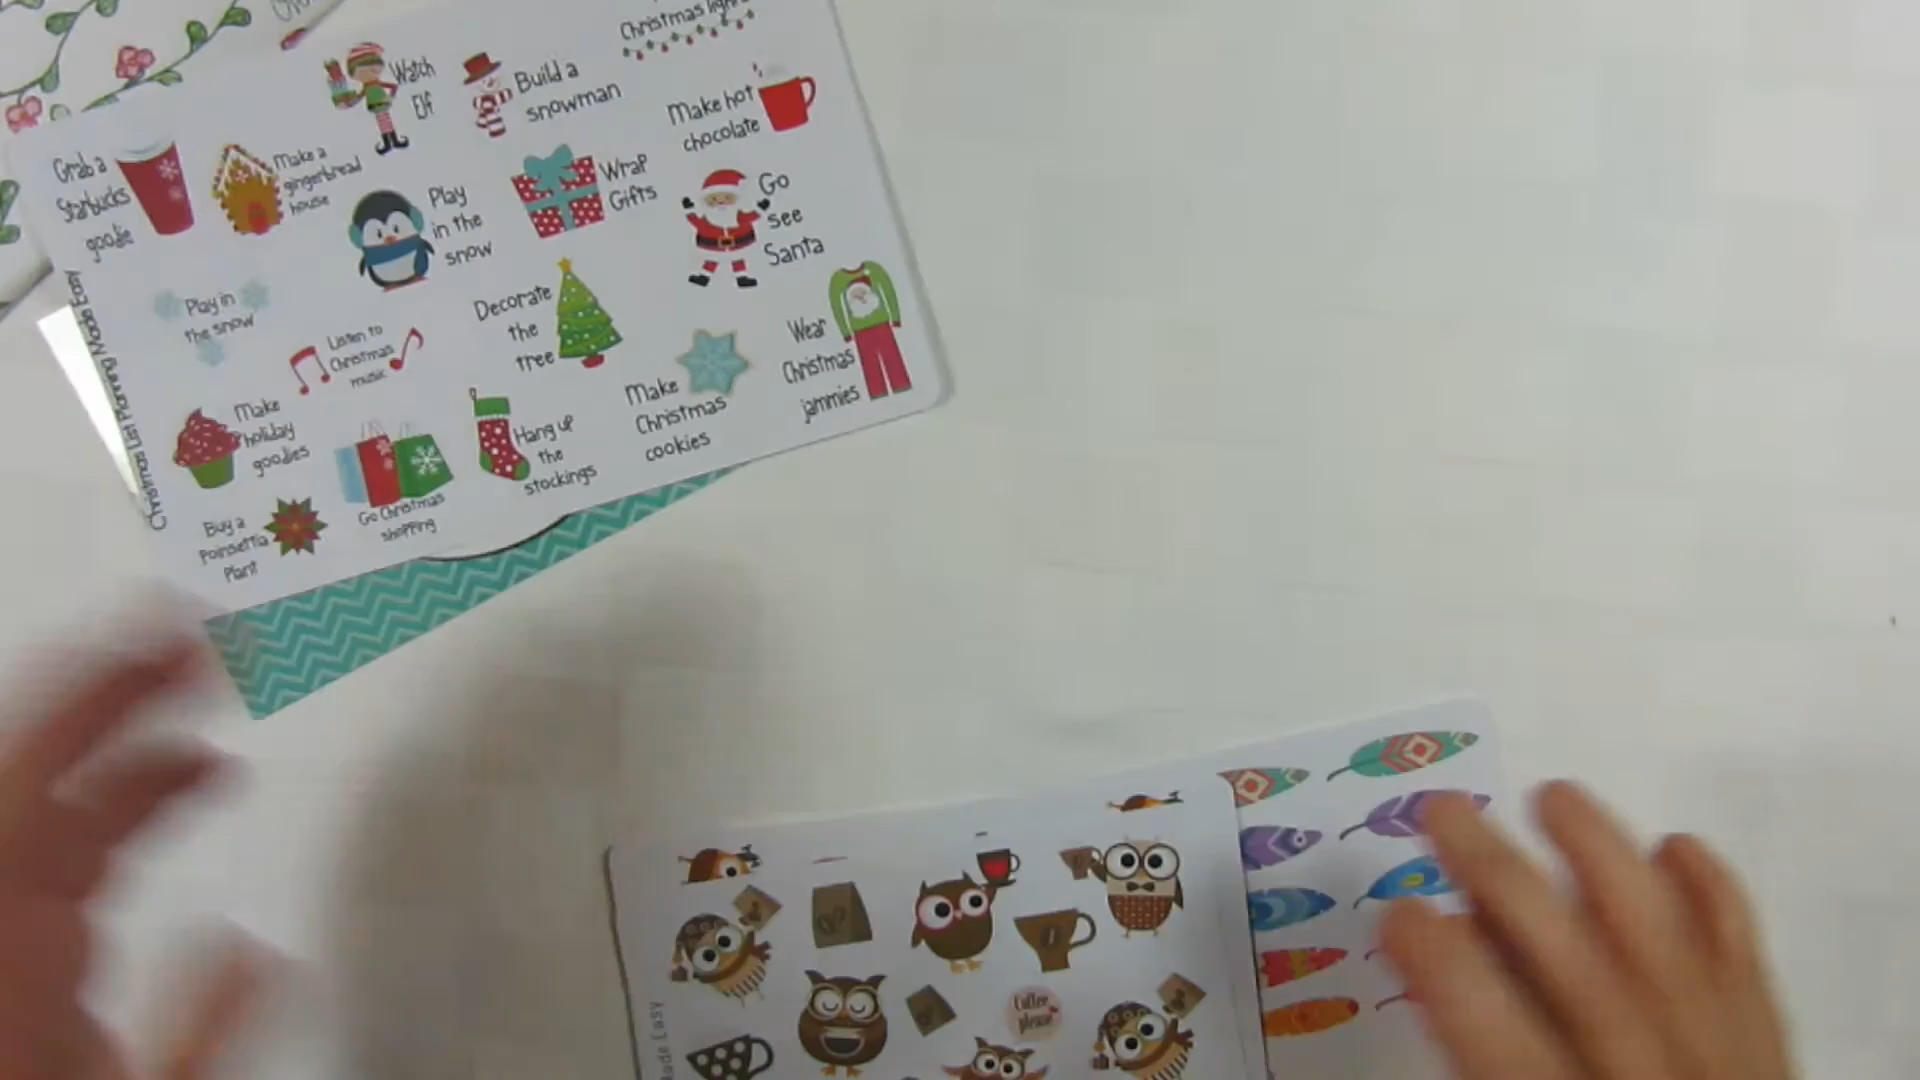 Christmas
Watch
Elf
Build a
snowman
Make hot
chocolate
Grab a
Starbucks
goodie
Make a
gingerbread
house
Play
in the
snow
Wrap
Gifts
Go
see
Santa
Play in
the snow
Listen to
Christmas
music
Decorate
the
tree
Make
Christmas
cookies
Wear
Christmas
jammies
Make
holiday
goodies
Go Christmas
shopping
Hang up
the
stockings
Buy a
Poinsettia
Plant
Christmas List Planning Made Easy
Coffee
please
Easy